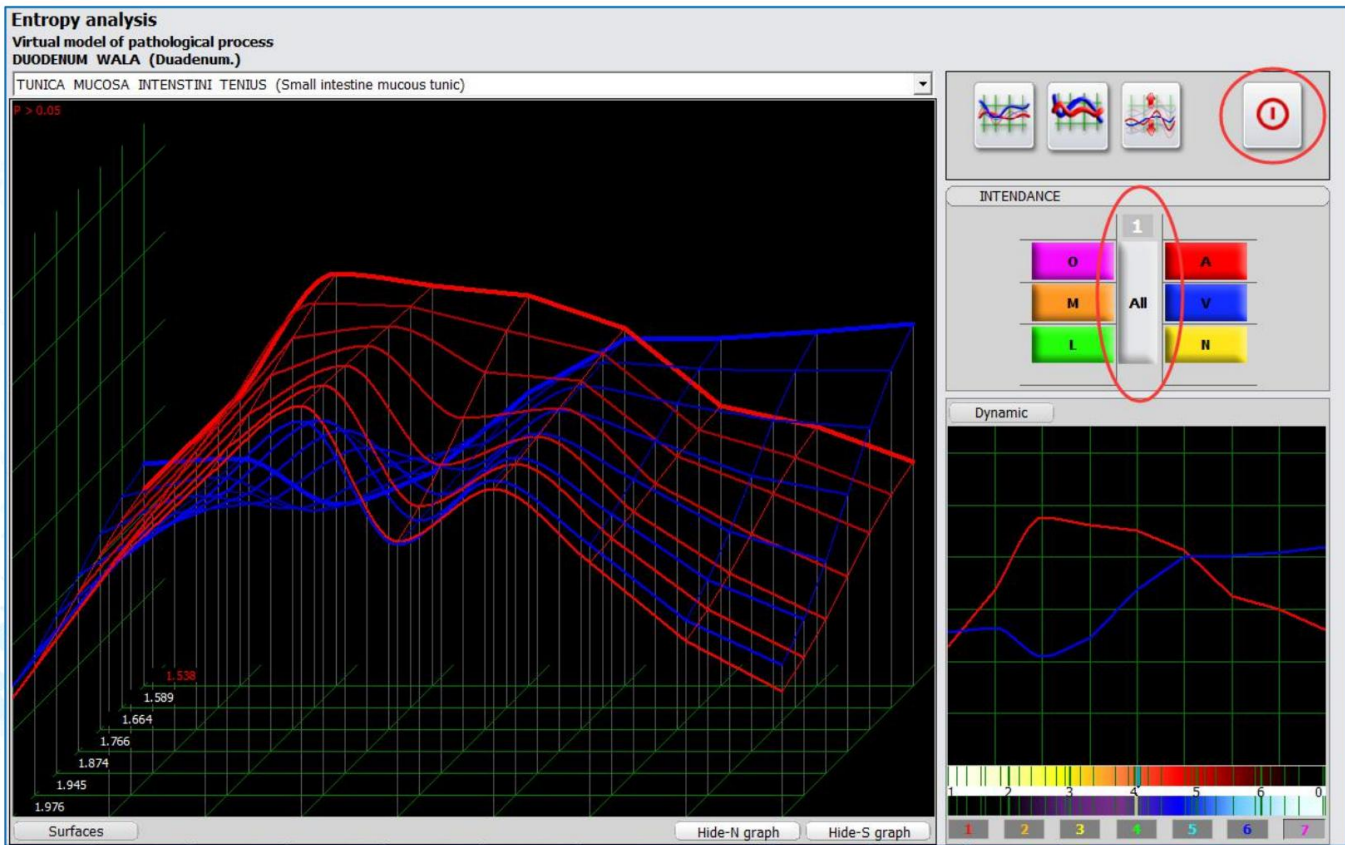 Entropy analysis
Virtual model of pathological process
DUODENUM WALA (Duadenum.)
TUNICA MUCOSA INTENSTINI TENIUS (Small intestine mucous tunic)
P > 0.05
1.538
1.589
1.664
1.766
1.874
1.945
1.976
Surfaces
Hide-N graph
Hide-S graph
INTENDANCE
1
O
A
M
All
V
L
N
Dynamic
1 2 3 4 5 6 0
1 2 3 4 5 6 7